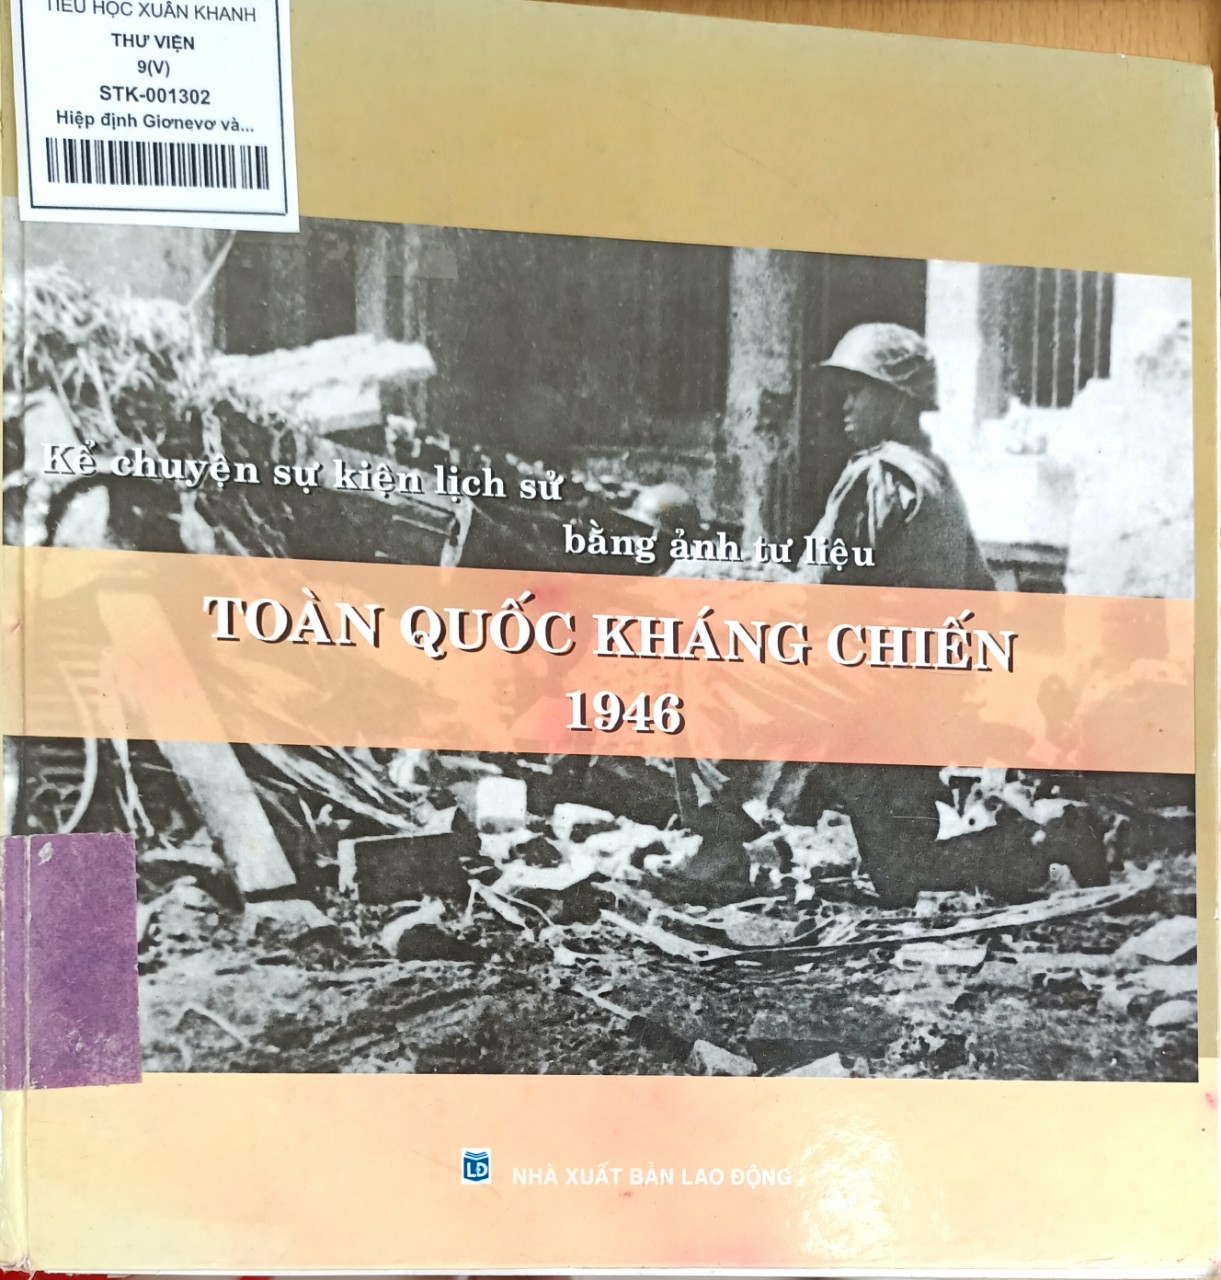 TIỂU HỌC XUÂN KHANH
THƯ VIỆN
9(V)
STK-001302
Hiệp định Giơnevơ và...
Kể chuyện sự kiện lịch sử
bằng ảnh tư liệu
TOÀN QUỐC KHÁNG CHIẾN
1946
LĐ NHÀ XUẤT BẢN LAO ĐỘNG